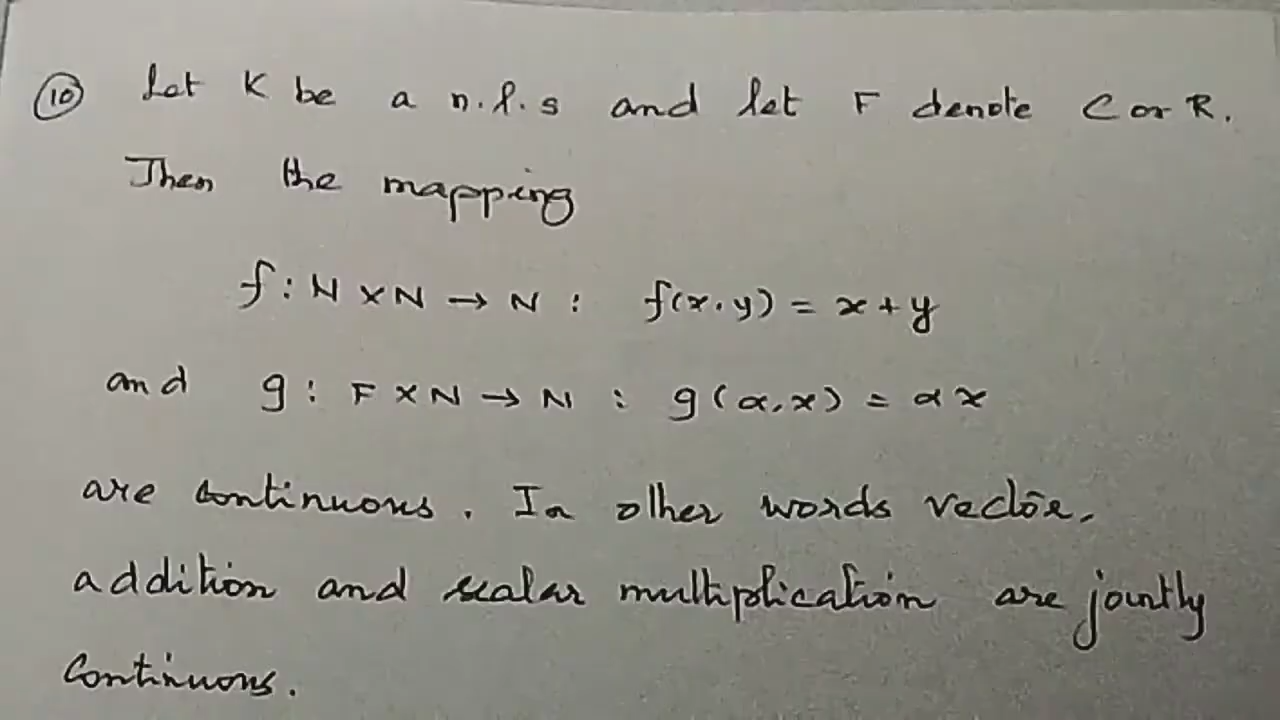 (10) Let K be a n.l.s and let F denote C or R.
Then the mapping
f : N × N → N : f(x, y) = x + y
and g : F × N → N : g(α, x) = α x
are continuous. In other words vector.
addition and scalar multiplication are jointly
continuous.